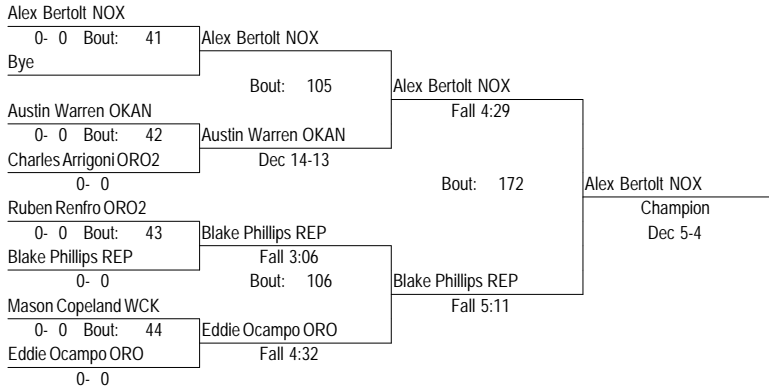 Alex Bertolt NOX
0- 0 Bout: 41
Bye
Alex Bertolt NOX
Bout: 105
Austin Warren OKAN
0- 0 Bout: 42
Charles Arrigoni ORO2
0- 0
Austin Warren OKAN
Dec 14-13
Alex Bertolt NOX
Fall 4:29
Bout: 172
Ruben Renfro ORO2
0- 0 Bout: 43
Blake Phillips REP
0- 0
Blake Phillips REP
Fall 3:06
Bout: 106
Mason Copeland WCK
0- 0 Bout: 44
Eddie Ocampo ORO
0- 0
Eddie Ocampo ORO
Fall 4:32
Blake Phillips REP
Fall 5:11
Alex Bertolt NOX
Champion
Dec 5-4